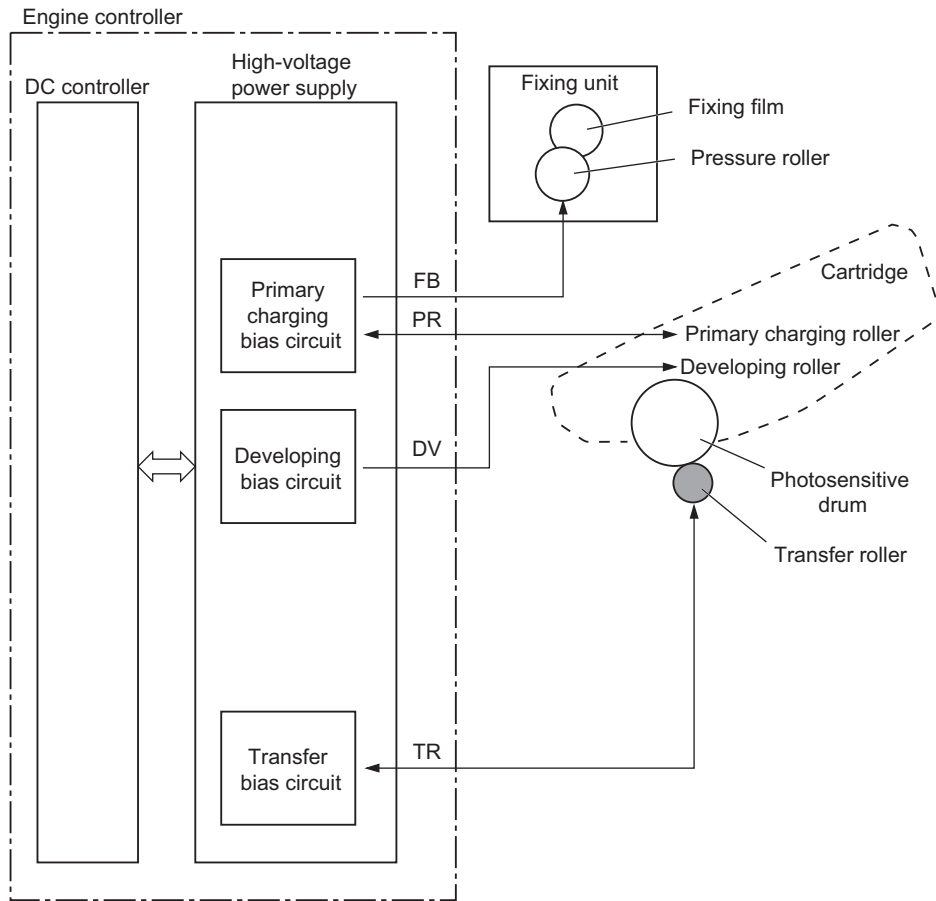 Engine controller
DC controller
High-voltage
power supply
Fixing unit
Fixing film
Pressure roller
Primary
charging
bias circuit
FB
PR
Cartridge
Primary charging roller
Developing roller
Developing
bias circuit
DV
Photosensitive
drum
Transfer roller
Transfer
bias circuit
TR